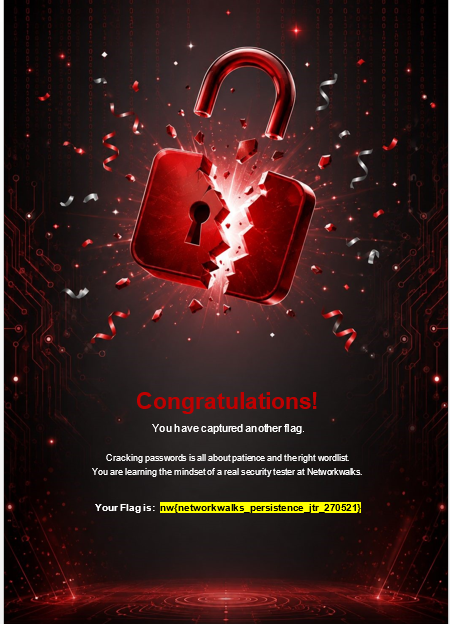 Congratulations!
You have captured another flag.
Cracking passwords is all about patience and the right wordlist.
You are learning the mindset of a real security tester at Networkwalks.
Your Flag is: nw{networkwalks_persistence_jtr_270521}